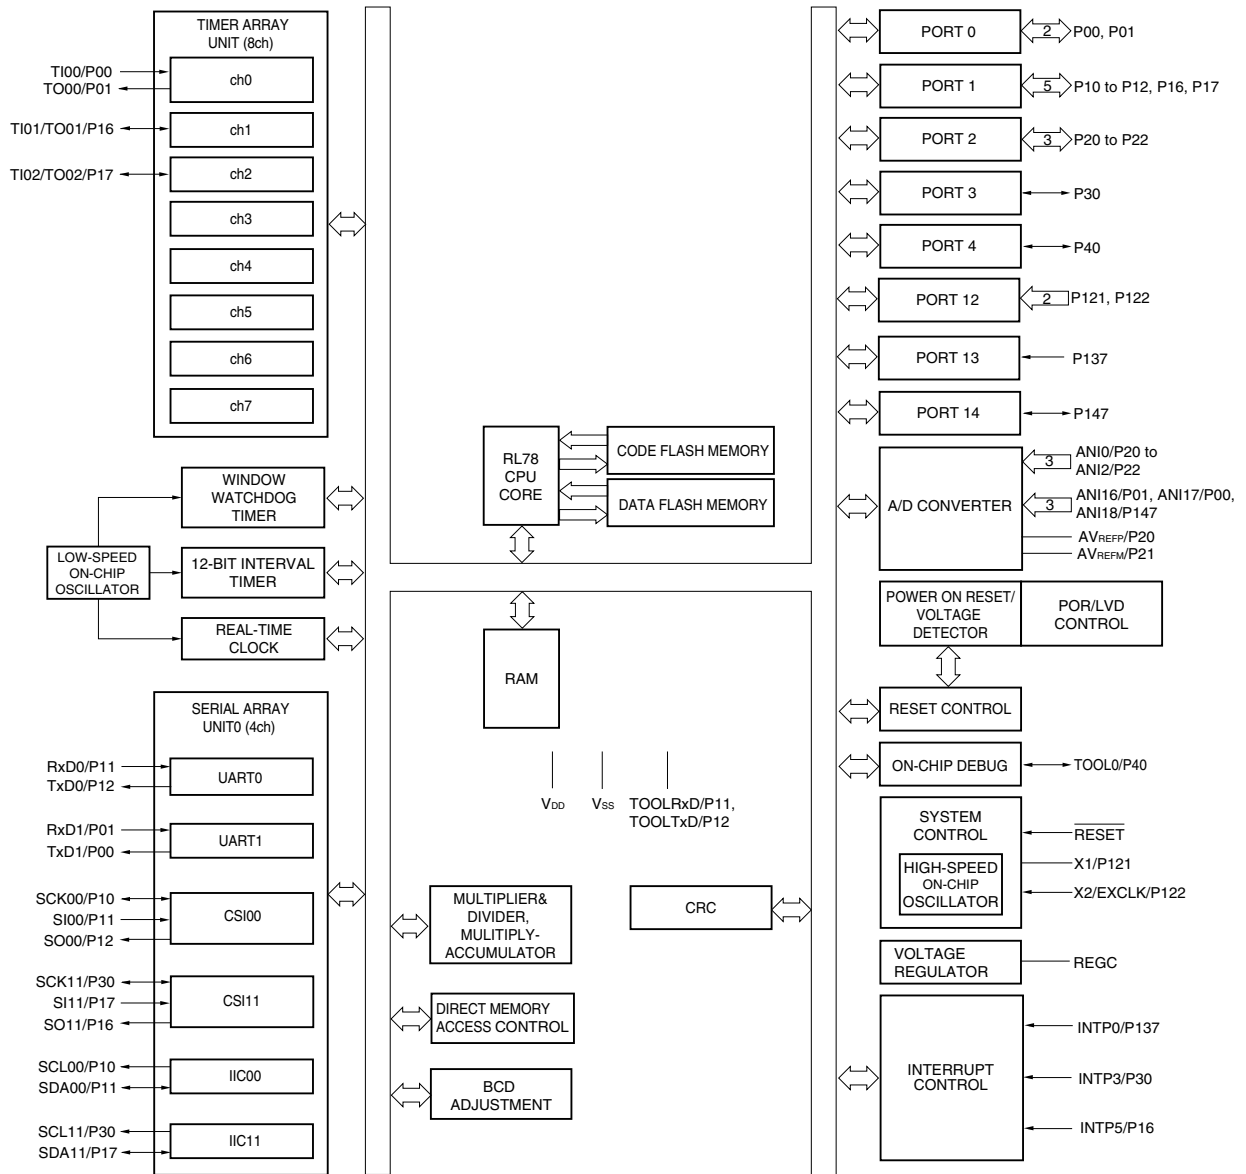 TIMER ARRAY
UNIT (8ch)
TI00/P00
TO00/P01
ch0
TI01/TO01/P16
ch1
TI02/TO02/P17
ch2
ch3
ch4
ch5
ch6
ch7
WINDOW
WATCHDOG
TIMER
LOW-SPEED
ON-CHIP
OSCILLATOR
12-BIT INTERVAL
TIMER
REAL-TIME
CLOCK
SERIAL ARRAY
UNIT0 (4ch)
RxD0/P11
TxD0/P12
UART0
RxD1/P01
TxD1/P00
UART1
SCK00/P10
SI00/P11
SO00/P12
CSI00
SCK11/P30
SI11/P17
SO11/P16
CSI11
SCL00/P10
SDA00/P11
IIC00
SCL11/P30
SDA11/P17
IIC11
RL78
CPU
CORE
CODE FLASH MEMORY
DATA FLASH MEMORY
RAM
VDD
VSS
TOOLRxD/P11,
TOOLTxD/P12
MULTIPLIER&
DIVIDER,
MULITIPLY-
ACCUMULATOR
CRC
DIRECT MEMORY
ACCESS CONTROL
BCD
ADJUSTMENT
PORT 0
2
P00, P01
PORT 1
5
P10 to P12, P16, P17
PORT 2
3
P20 to P22
PORT 3
P30
PORT 4
P40
PORT 12
2
P121, P122
PORT 13
P137
PORT 14
P147
A/D CONVERTER
3
ANI0/P20 to
ANI2/P22
3
ANI16/P01, ANI17/P00,
ANI18/P147
AVREFP/P20
AVREFM/P21
POWER ON RESET/
VOLTAGE
DETECTOR
POR/LVD
CONTROL
RESET CONTROL
ON-CHIP DEBUG
TOOL0/P40
SYSTEM
CONTROL
HIGH-SPEED
ON-CHIP
OSCILLATOR
RESET
X1/P121
X2/EXCLK/P122
VOLTAGE
REGULATOR
REGC
INTERRUPT
CONTROL
INTP0/P137
INTP3/P30
INTP5/P16